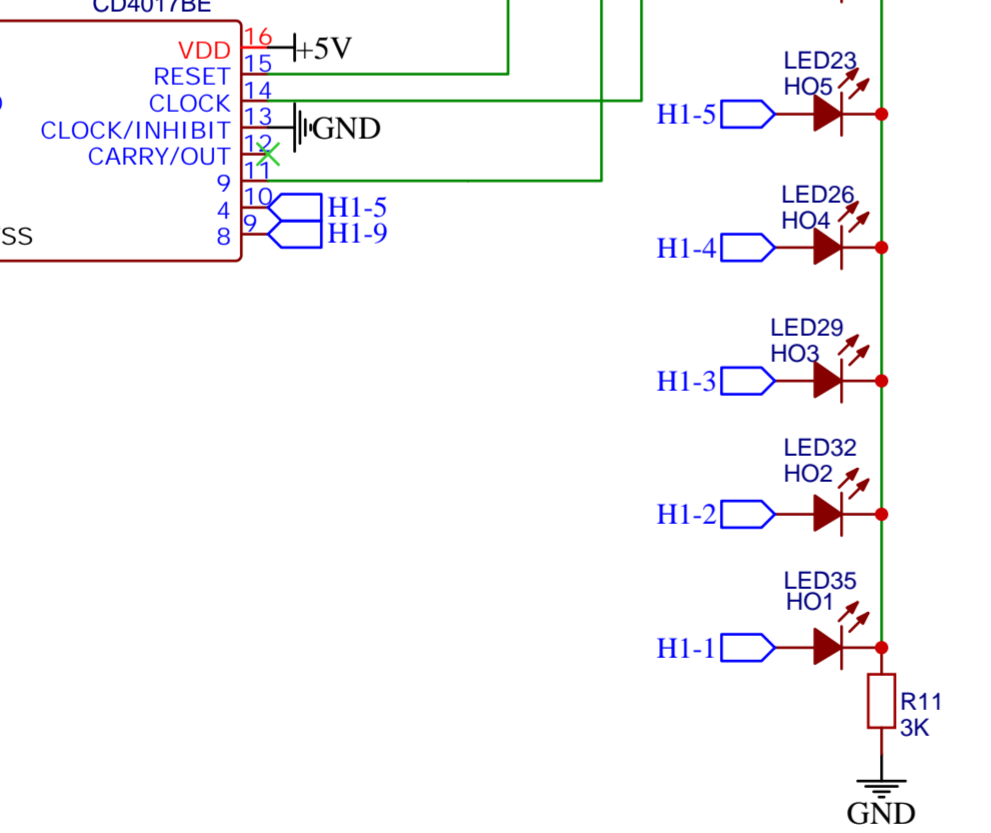 CD4017BE
VDD 16 +5V
RESET 15
CLOCK 14
CLOCK/INHIBIT 13 GND
CARRY/OUT 12
9 11
4 10 H1-5
8 9 H1-9
SS
LED23
HO5
H1-5
LED26
HO4
H1-4
LED29
HO3
H1-3
LED32
HO2
H1-2
LED35
HO1
H1-1
R11
3K
GND